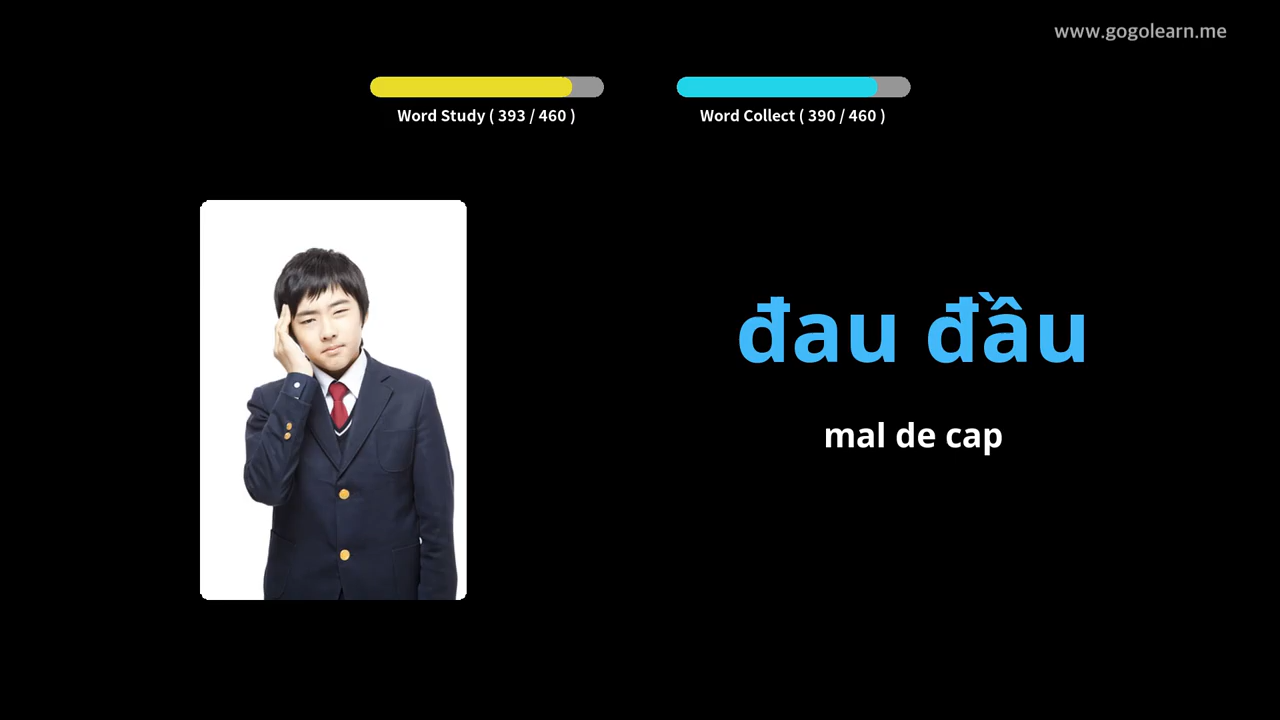 www.gogolearn.me
Word Study ( 393 / 460 )
Word Collect ( 390 / 460 )
đau đầu
mal de cap